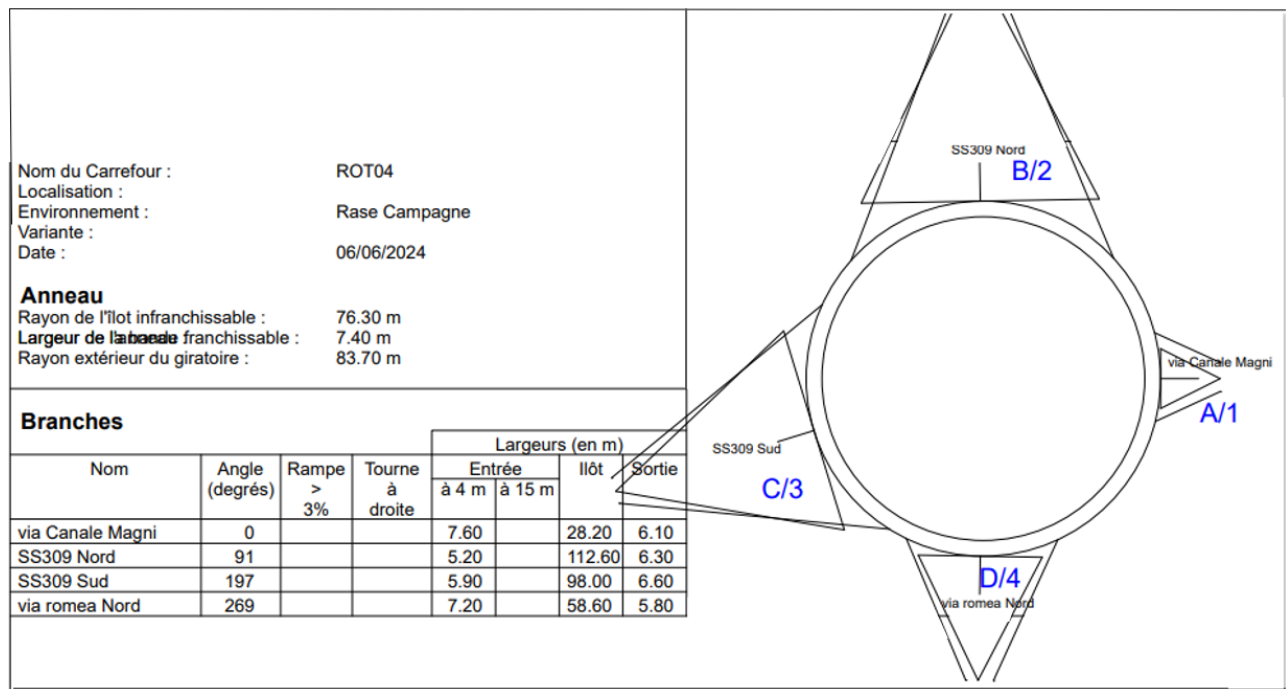 Nom du Carrefour : ROT04
Localisation :
Environnement : Rase Campagne
Variante :
Date : 06/06/2024
Anneau
Rayon de l'îlot infranchissable : 76.30 m
Largeur de la bande franchissable : 7.40 m
Rayon extérieur du giratoire : 83.70 m
Branches
Largeurs (en m)
Nom Angle Rampe Tourne Entrée Ilôt Sortie
(degrés) > à à 4 m à 15 m
3% droite
via Canale Magni 0 7.60 28.20 6.10
SS309 Nord 91 5.20 112.60 6.30
SS309 Sud 197 5.90 98.00 6.60
via romea Nord 269 7.20 58.60 5.80
SS309 Nord
B/2
via Canale Magni
A/1
SS309 Sud
C/3
D/4
via romea Nord